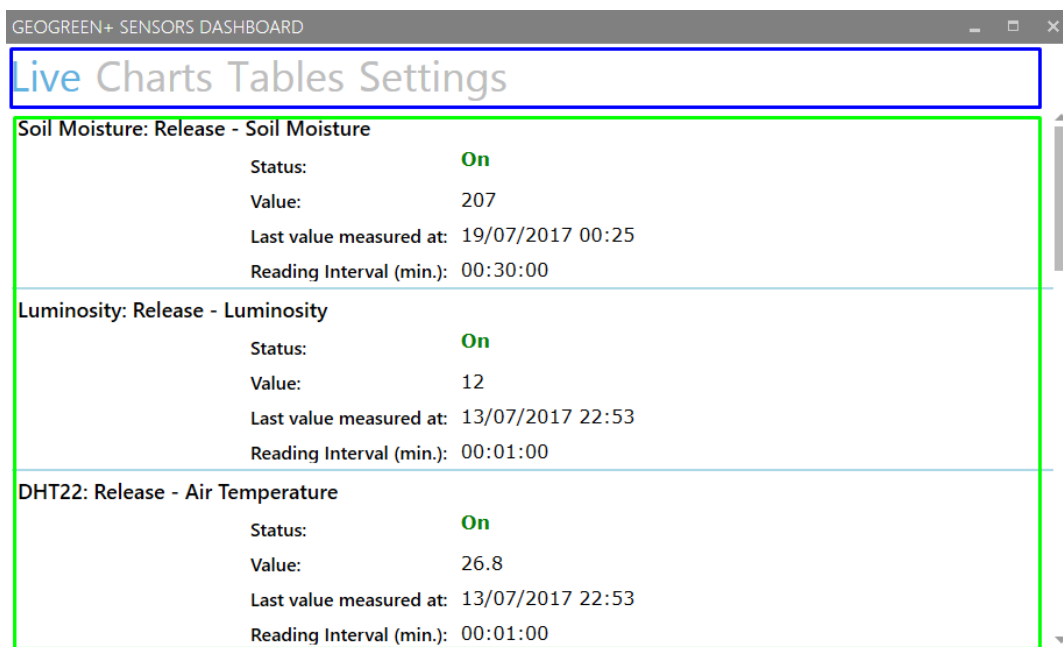 GEOGREEN+ SENSORS DASHBOARD
Live Charts Tables Settings
Soil Moisture: Release - Soil Moisture
Status: On
Value: 207
Last value measured at: 19/07/2017 00:25
Reading Interval (min.): 00:30:00
Luminosity: Release - Luminosity
Status: On
Value: 12
Last value measured at: 13/07/2017 22:53
Reading Interval (min.): 00:01:00
DHT22: Release - Air Temperature
Status: On
Value: 26.8
Last value measured at: 13/07/2017 22:53
Reading Interval (min.): 00:01:00